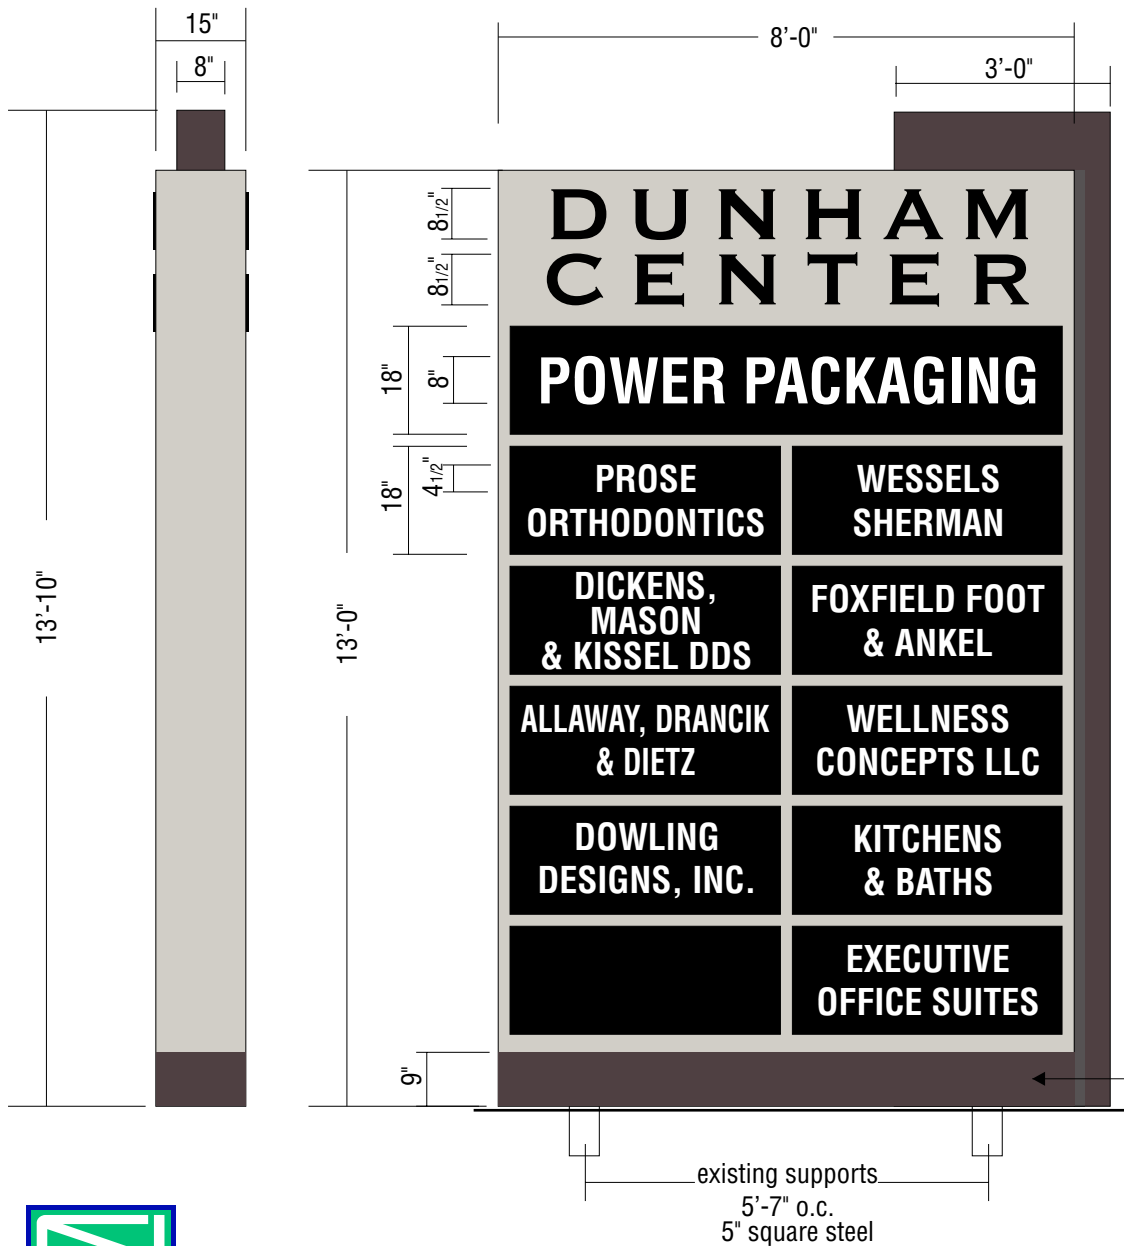 15"
8"
8'-0"
3'-0"
13'-10"
13'-0"
8 1/2"
8 1/2"
18"
8"
18"
4 1/2"
9"
DUNHAM
CENTER
POWER PACKAGING
PROSE
ORTHODONTICS
WESSELS
SHERMAN
DICKENS,
MASON
& KISSEL DDS
FOXFIELD FOOT
& ANKEL
ALLAWAY, DRANCIK
& DIETZ
WELLNESS
CONCEPTS LLC
DOWLING
DESIGNS, INC.
KITCHENS
& BATHS
EXECUTIVE
OFFICE SUITES
existing supports
5'-7" o.c.
5" square steel